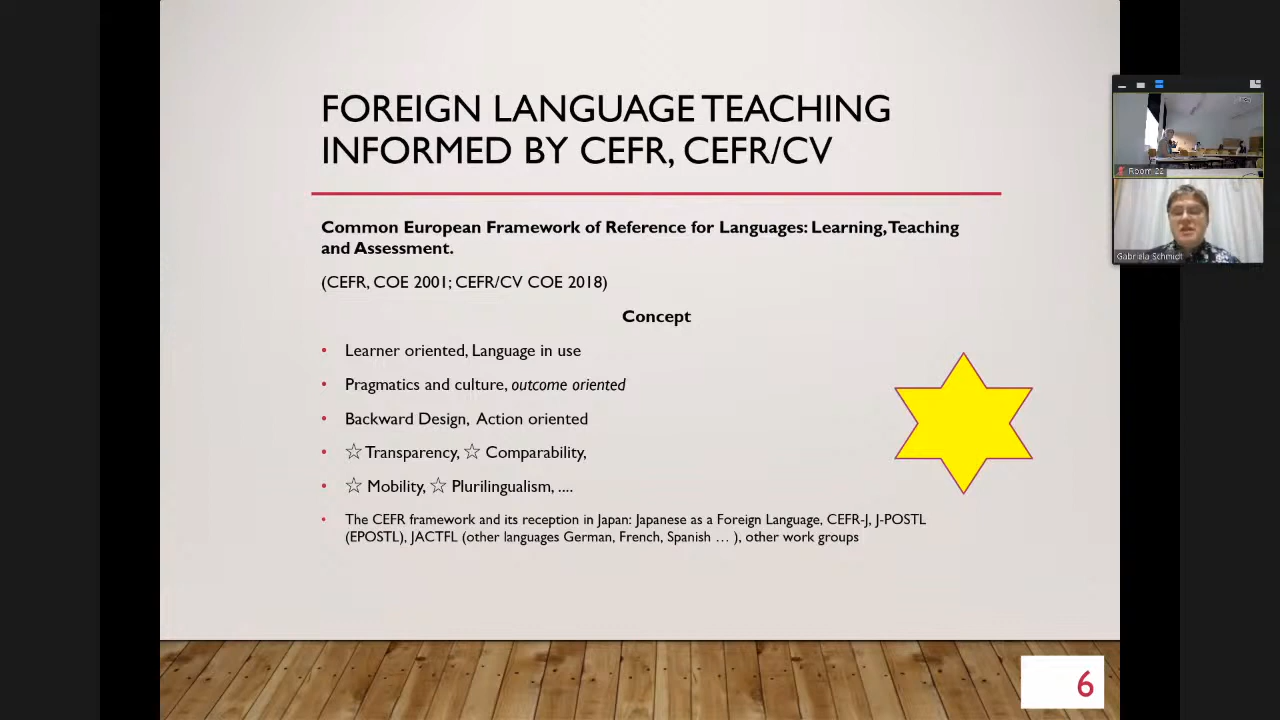 FOREIGN LANGUAGE TEACHING
INFORMED BY CEFR, CEFR/CV
Common European Framework of Reference for Languages: Learning, Teaching
and Assessment.
(CEFR, COE 2001; CEFR/CV COE 2018)
Concept
• Learner oriented, Language in use
• Pragmatics and culture, outcome oriented
• Backward Design, Action oriented
• ☆ Transparency, ☆ Comparability,
• ☆ Mobility, ☆ Plurilingualism, ....
• The CEFR framework and its reception in Japan: Japanese as a Foreign Language, CEFR-J, J-POSTL
(EPOSTL), JACTFL (other languages German, French, Spanish … ), other work groups
6
Room 22
Gabriela Schmidt